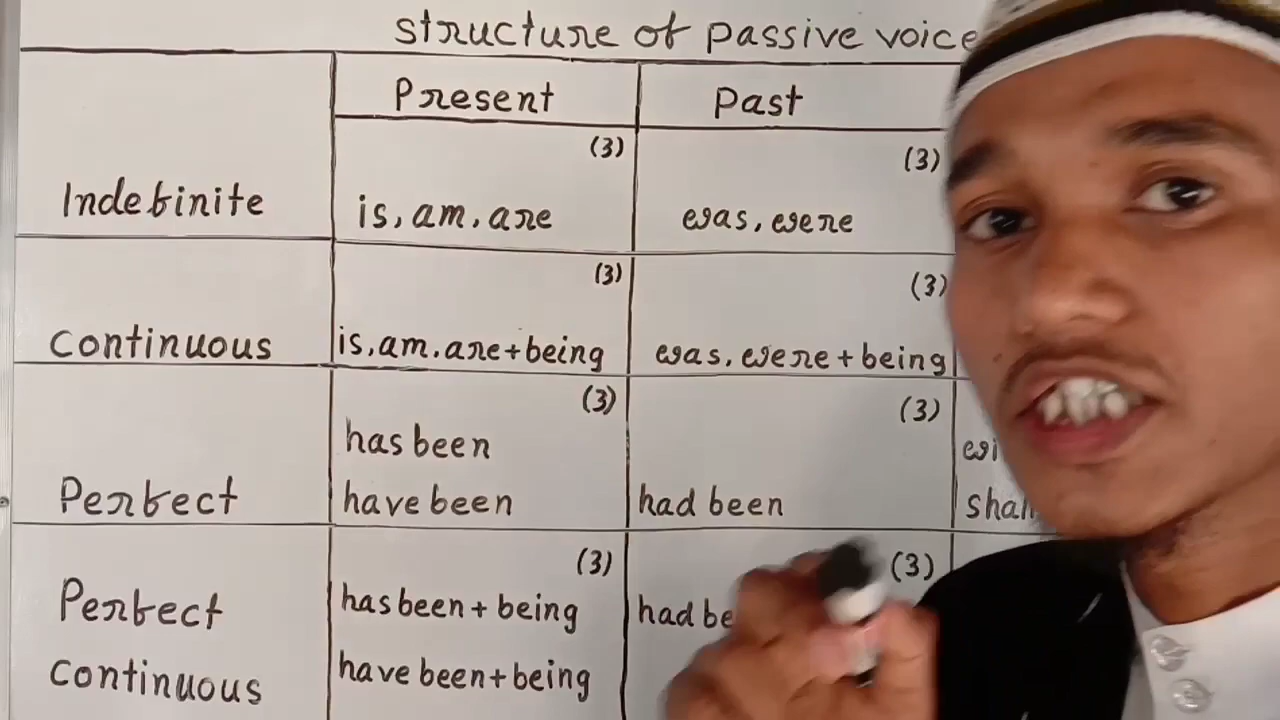 structure of passive voice
Present Past
(3) (3)
Indefinite is, am, are was, were
(3) (3)
continuous is, am, are + being was, were + being
(3) (3)
has been
Perfect have been had been
(3) (3)
Perfect has been + being had
continuous have been + being